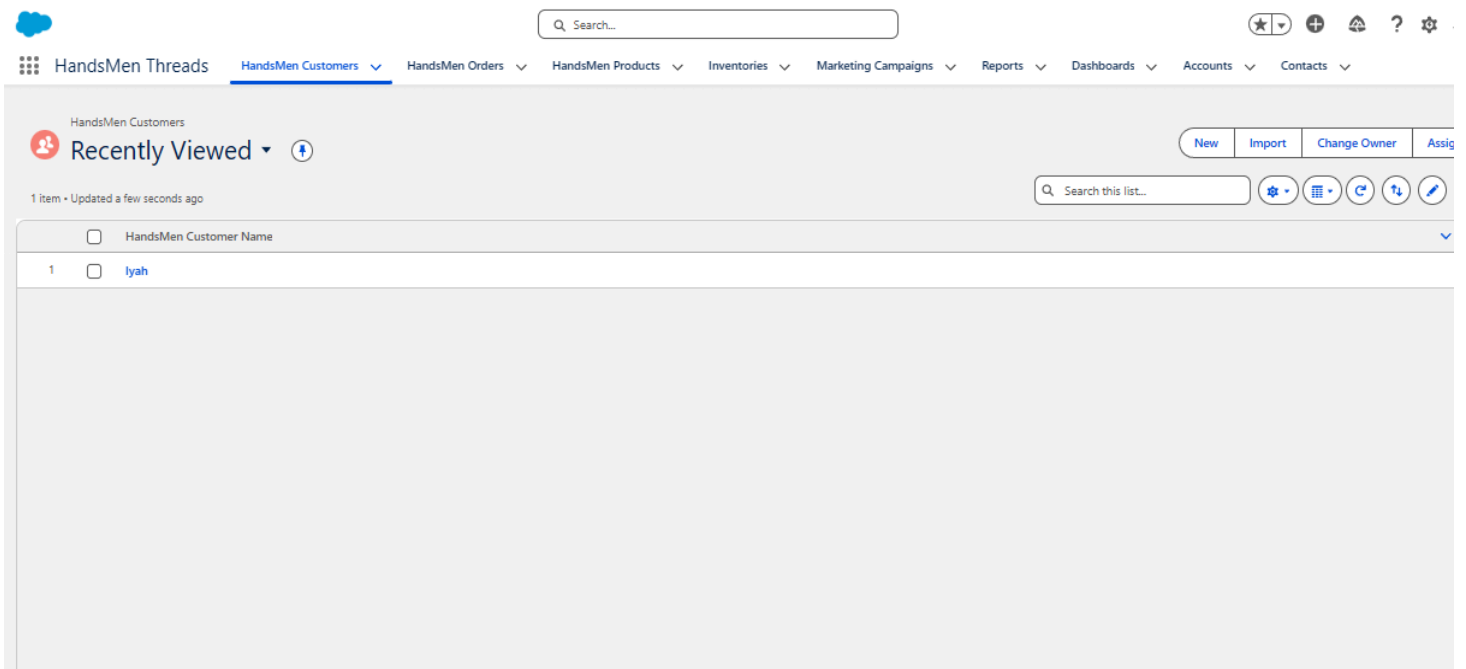 Search...
HandsMen Threads HandsMen Customers HandsMen Orders HandsMen Products Inventories Marketing Campaigns Reports Dashboards Accounts Contacts
HandsMen Customers
Recently Viewed
New Import Change Owner Assig
1 item • Updated a few seconds ago
Search this list...
HandsMen Customer Name
1 Iyah